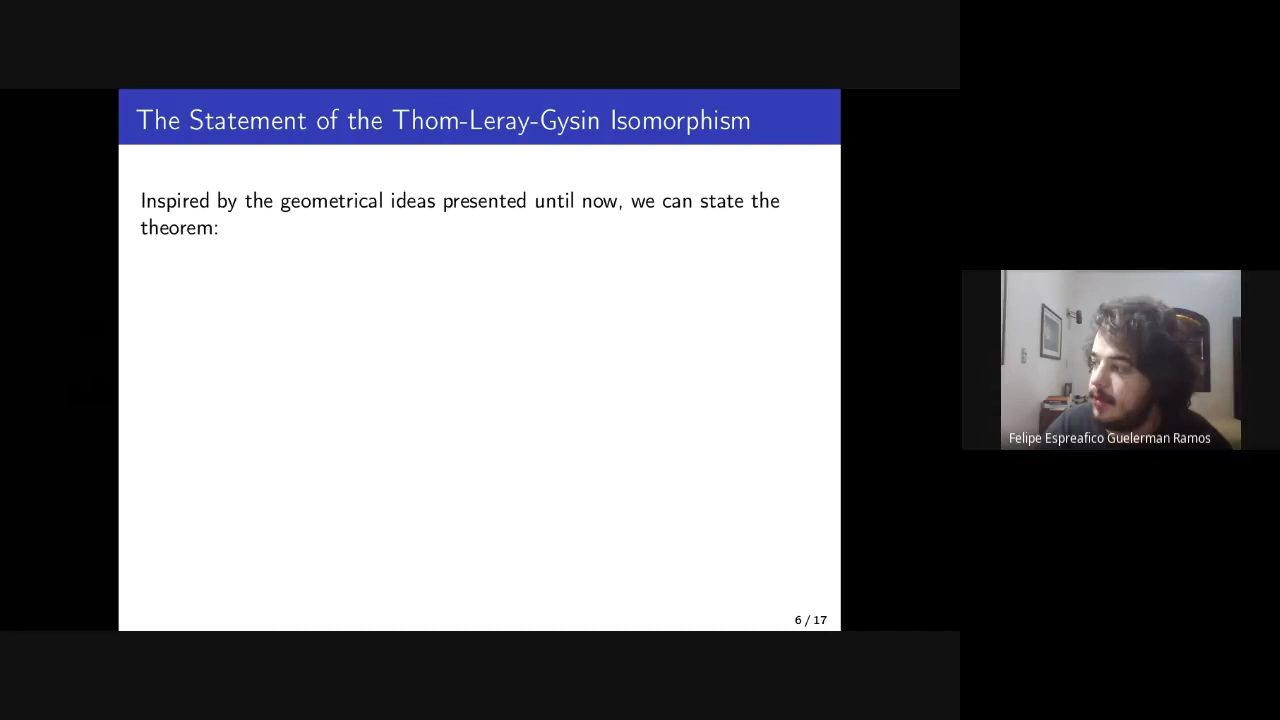 The Statement of the Thom-Leray-Gysin Isomorphism
Inspired by the geometrical ideas presented until now, we can state the
theorem:
6 / 17
Felipe Espreafico Guelerman Ramos